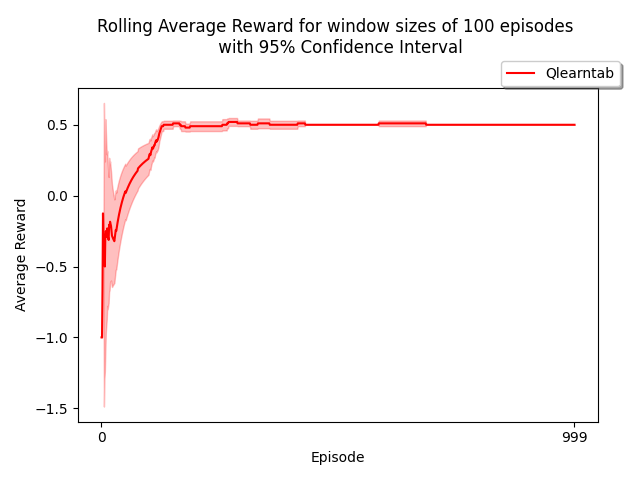 Rolling Average Reward for window sizes of 100 episodes
with 95% Confidence Interval
Qlearntab
0.5
0.0
−0.5
−1.0
−1.5
Average Reward
0
999
Episode